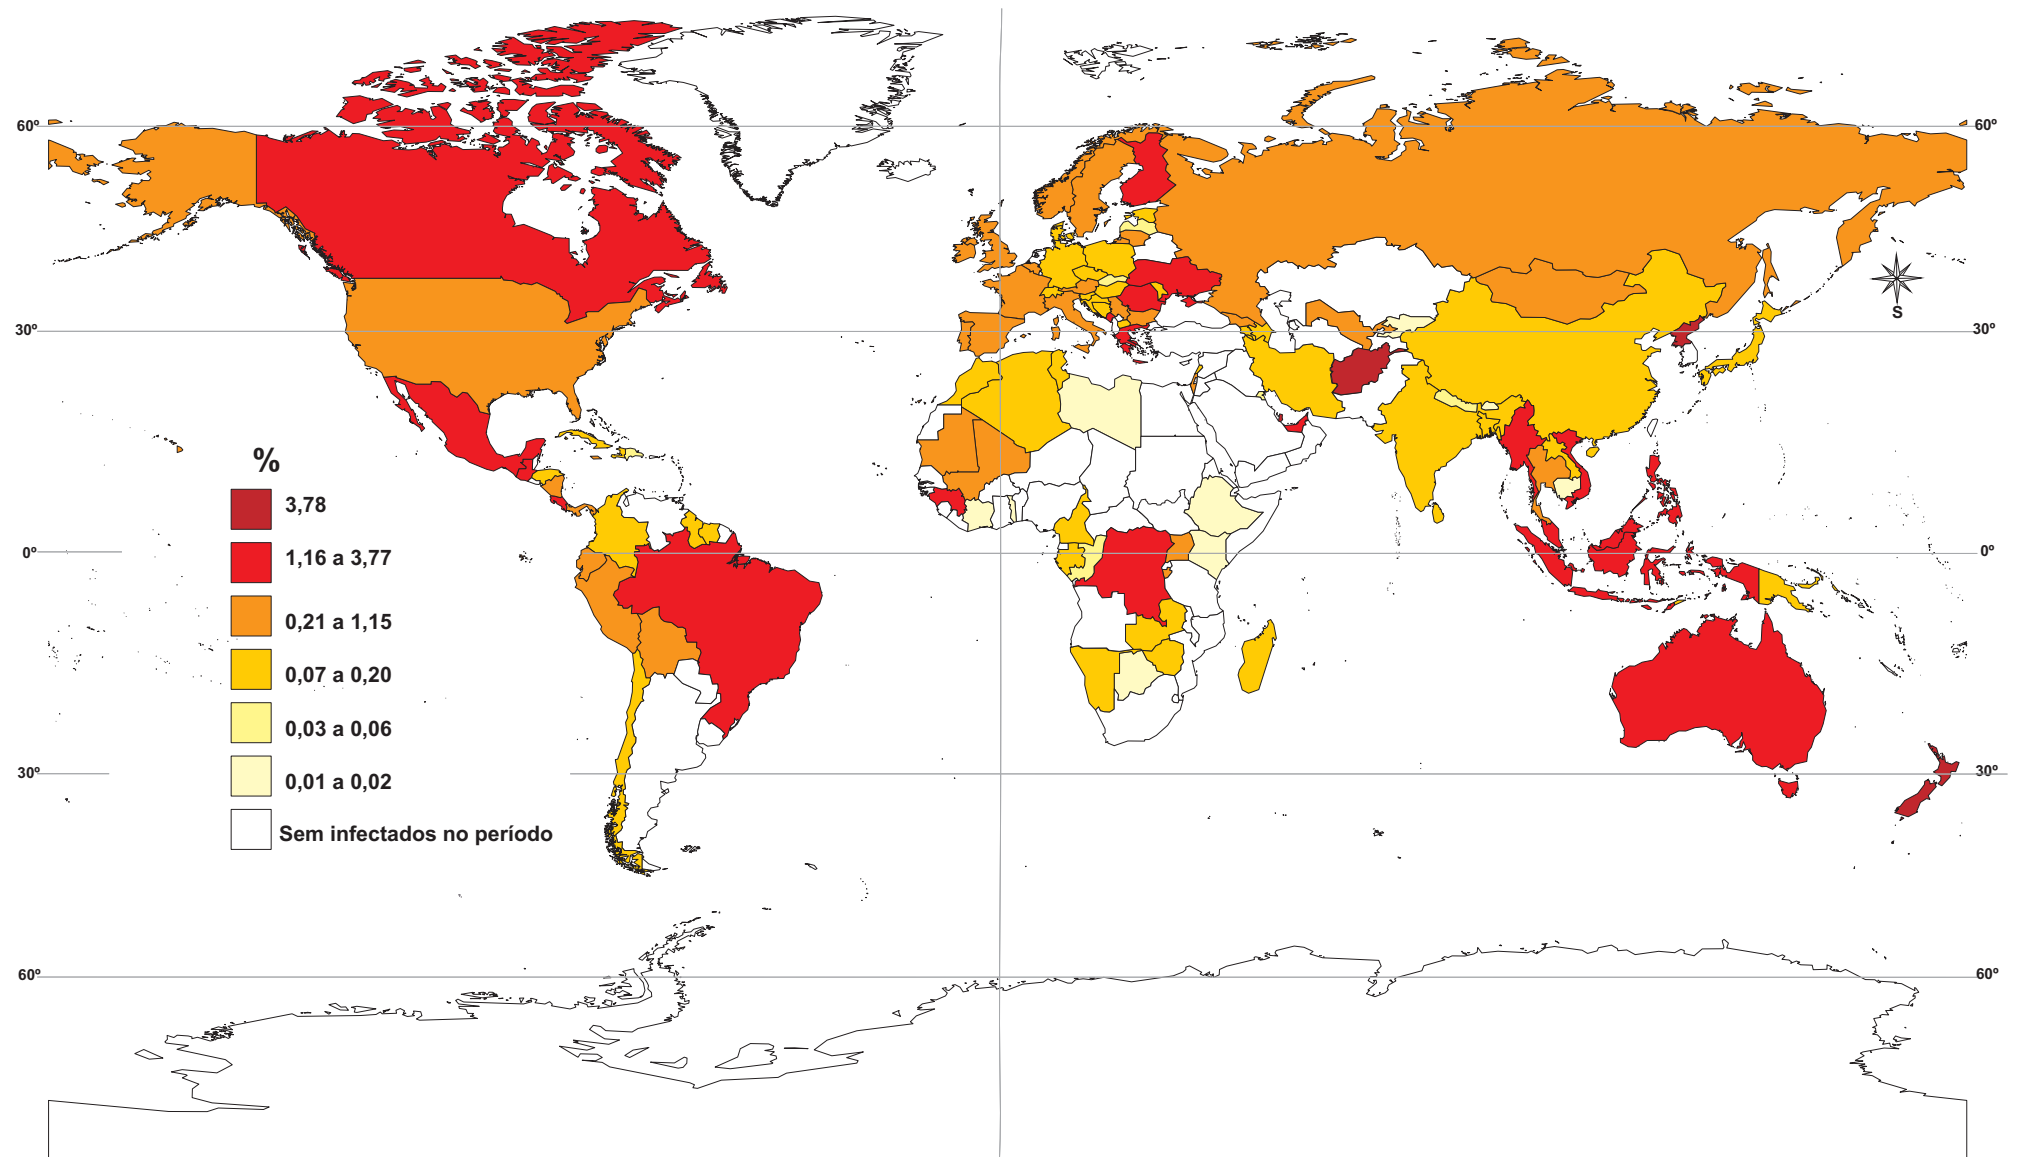 60º
60º
30º
30º
S
%
3,78
1,16 a 3,77
0º
0º
0,21 a 1,15
0,07 a 0,20
0,03 a 0,06
30º
30º
0,01 a 0,02
Sem infectados no período
60º
60º